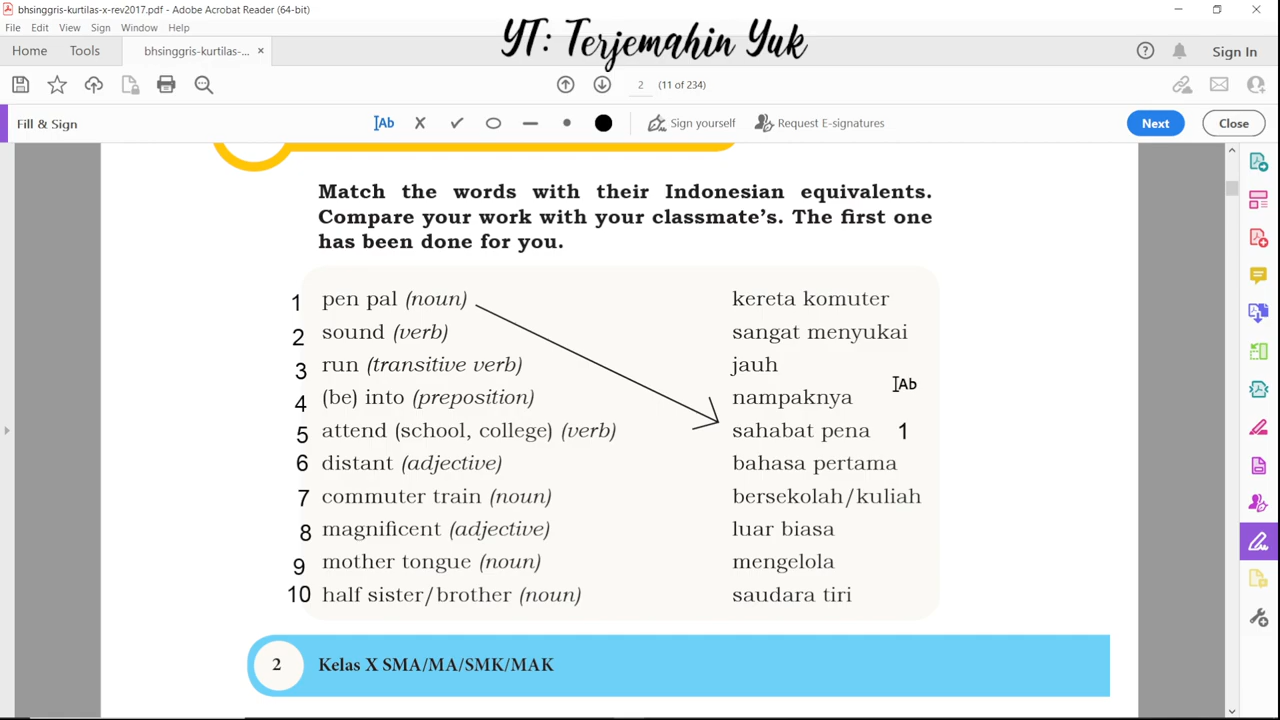 bhsinggris-kurtilas-x-rev2017.pdf - Adobe Acrobat Reader (64-bit)
File Edit View Sign Window Help
YT: Terjemahin Yuk
Home Tools bhsinggris-kurtilas-... × Sign In
2 (11 of 234)
Fill & Sign Ab Sign yourself Request E-signatures Next Close
Match the words with their Indonesian equivalents.
Compare your work with your classmate's. The first one
has been done for you.
1 pen pal (noun) kereta komuter
2 sound (verb) sangat menyukai
3 run (transitive verb) jauh
Ab
4 (be) into (preposition) nampaknya
5 attend (school, college) (verb) sahabat pena 1
6 distant (adjective) bahasa pertama
7 commuter train (noun) bersekolah/kuliah
8 magnificent (adjective) luar biasa
9 mother tongue (noun) mengelola
10 half sister/brother (noun) saudara tiri
2 Kelas X SMA/MA/SMK/MAK